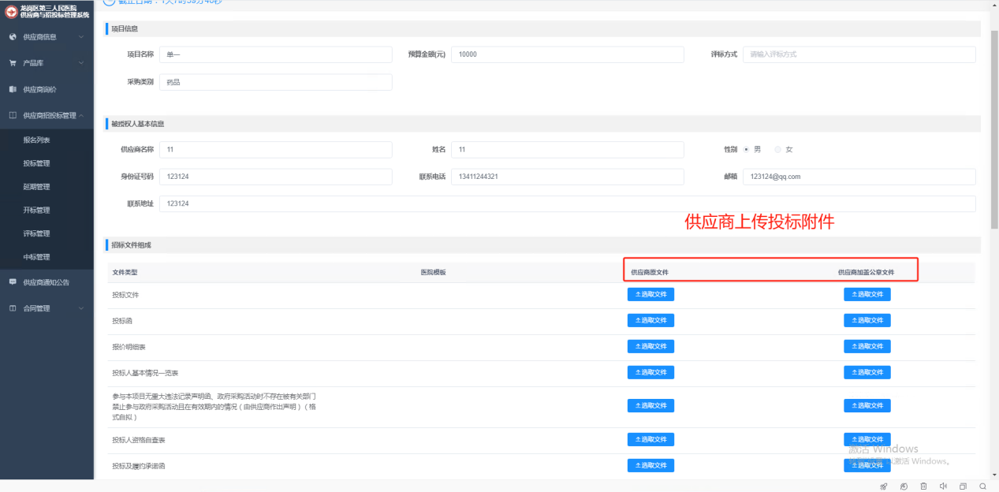 龙岗区第三人民医院
供应商与招投标管理系统
供应商信息
产品库
供应商询价
供应商招投标管理
报名列表
投标管理
延期管理
开标管理
评标管理
中标管理
供应商通知公告
合同管理
截止日期：1天7时59分46秒
项目信息
项目名称 单一 预算金额(元) 10000 评标方式 请输入评标方式
采购类别 药品
被授权人基本信息
供应商名称 11 姓名 11 性别 男 女
身份证号码 123124 联系电话 13411244321 邮箱 123124@qq.com
联系地址 123124
供应商上传投标附件
招标文件组成
文件类型 医院模板 供应商原文件 供应商加盖公章文件
投标文件 选取文件 选取文件
投标函 选取文件 选取文件
报价明细表 选取文件 选取文件
投标人基本情况一览表 选取文件 选取文件
参与本项目无重大违法记录声明函、政府采购活动时不存在被有关部门
禁止参与政府采购活动且在有效期内的情况（由供应商作出声明）（格
式自拟） 选取文件 选取文件
投标人资格自查表 选取文件 选取文件
投标及履约承诺函 选取文件 选取文件
激活 Windows
以激活 Windows。